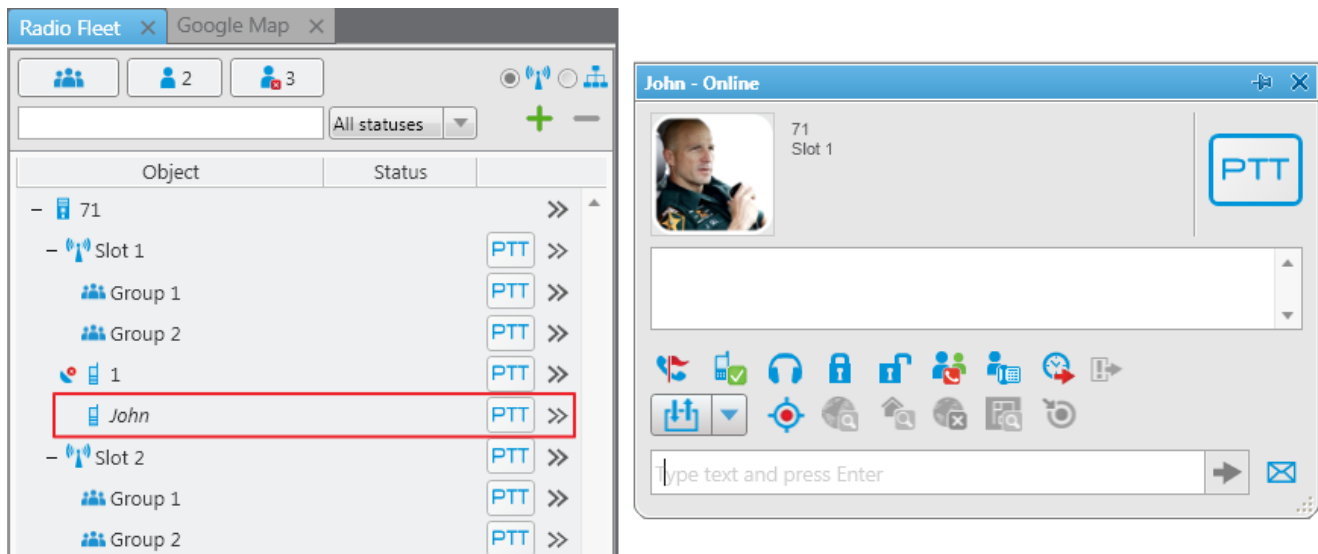 Radio Fleet
Google Map
2
3
All statuses
Object Status
71
Slot 1 PTT
Group 1 PTT
Group 2 PTT
1 PTT
John PTT
Slot 2 PTT
Group 1 PTT
Group 2 PTT
John - Online
71
Slot 1
PTT
Type text and press Enter